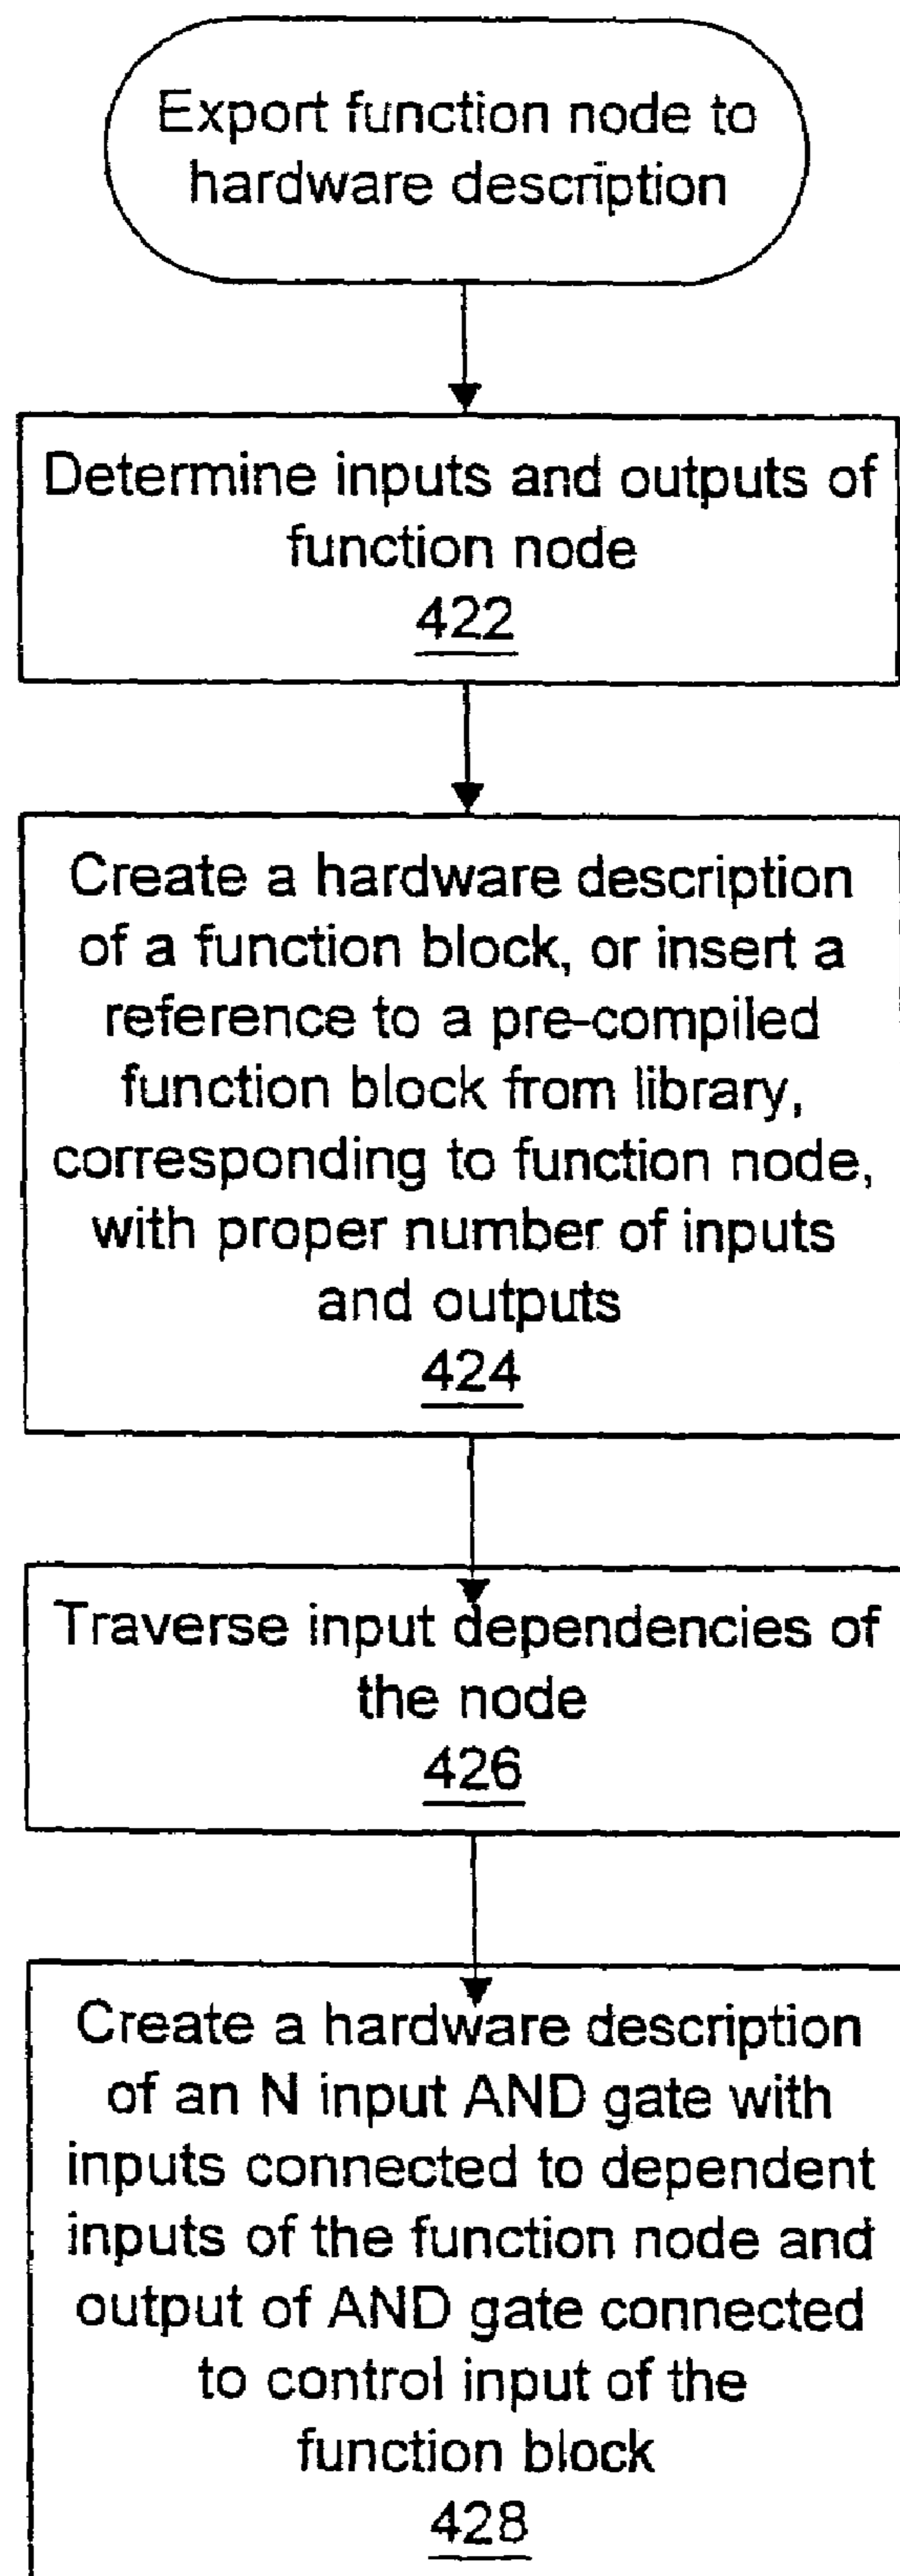 Export function node to
hardware description
Determine inputs and outputs of
function node
422
Create a hardware description
of a function block, or insert a
reference to a pre-compiled
function block from library,
corresponding to function node,
with proper number of inputs
and outputs
424
Traverse input dependencies of
the node
426
Create a hardware description
of an N input AND gate with
inputs connected to dependent
inputs of the function node and
output of AND gate connected
to control input of the
function block
428